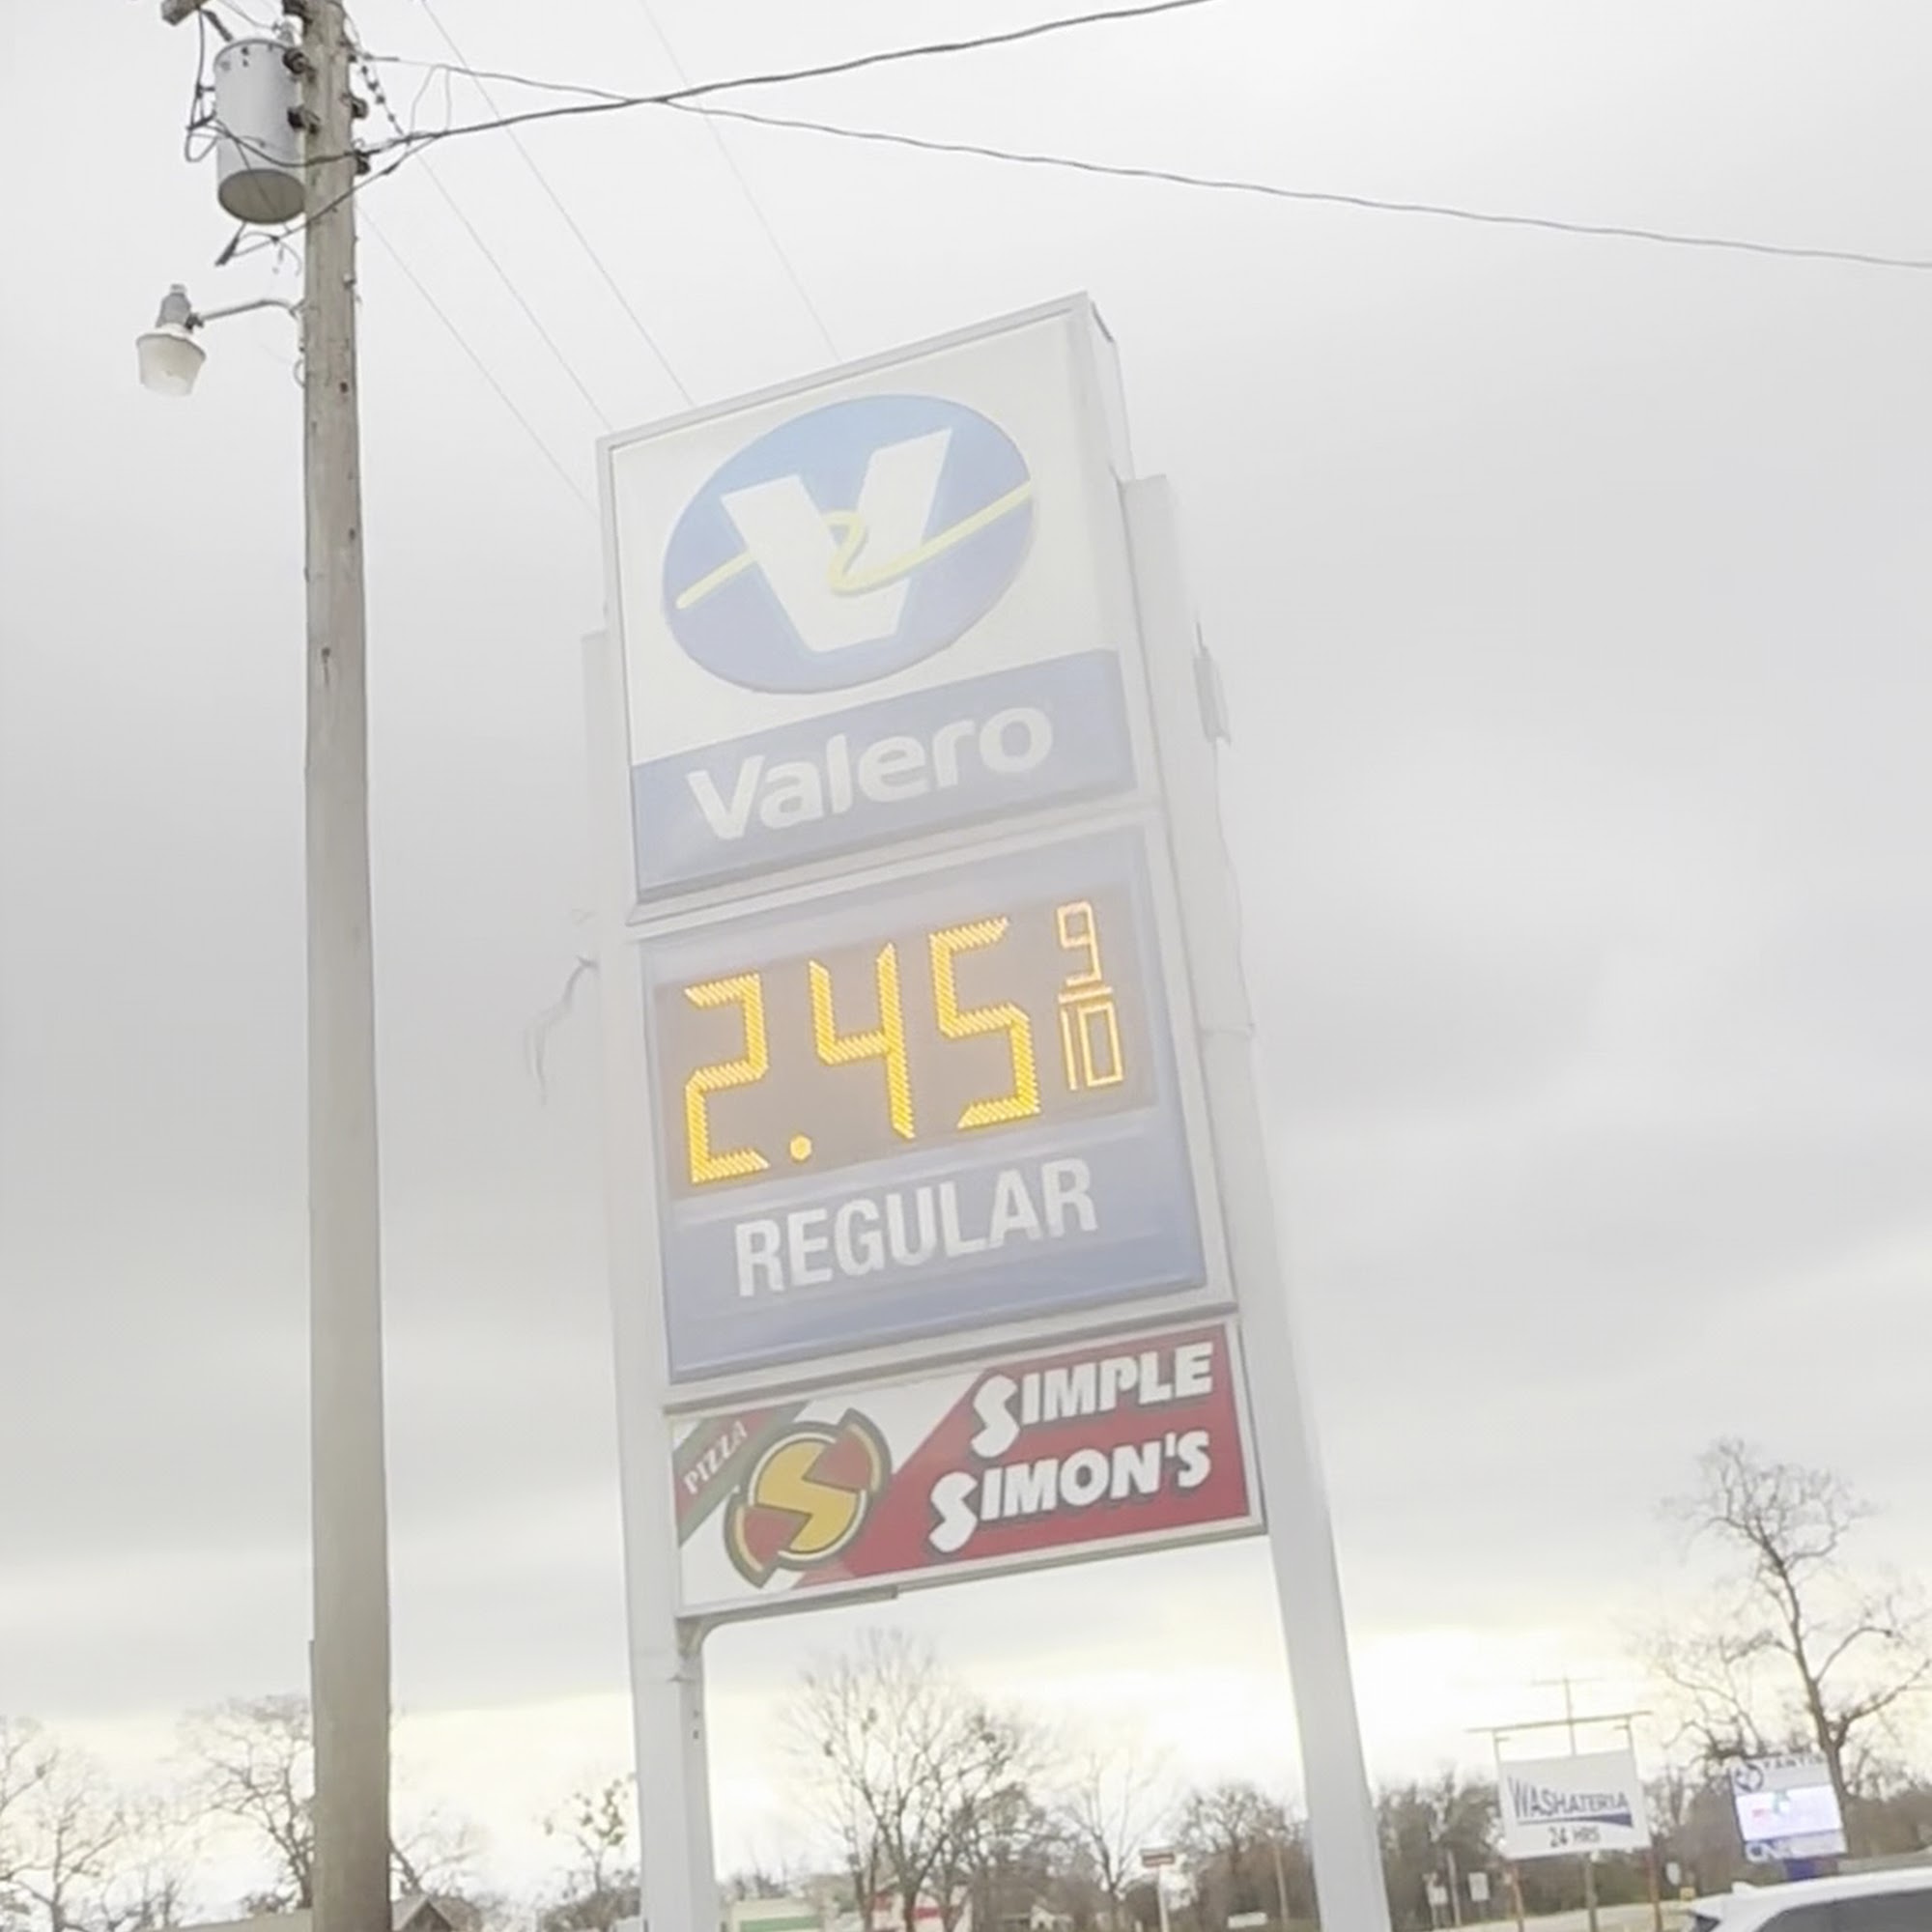 V
Valero
2.45 9/10
REGULAR
PIZZA
S
SIMPLE
SIMON'S
WASHATERIA
24 HRS